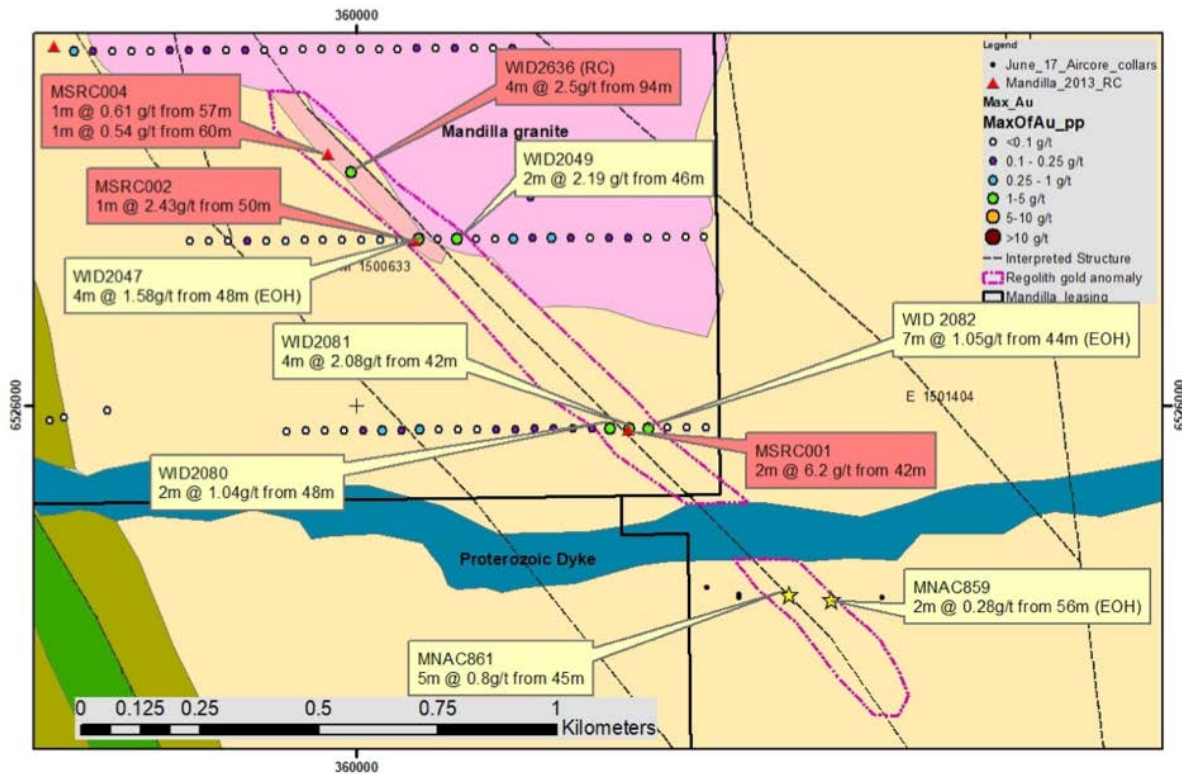 360000
Legend
June_17_Aircore_collars
Mandilla_2013_RC
Max_Au
MaxOfAu_pp
<0.1 g/t
0.1 - 0.25 g/t
0.25 - 1 g/t
1-5 g/t
5-10 g/t
>10 g/t
Interpreted Structure
Regolith gold anomaly
Mandilla_leasing
WID2636 (RC)
4m @ 2.5g/t from 94m
MSRC004
1m @ 0.61 g/t from 57m
1m @ 0.54 g/t from 60m
Mandilla granite
WID2049
2m @ 2.19 g/t from 46m
MSRC002
1m @ 2.43g/t from 50m
1500633
WID2047
4m @ 1.58g/t from 48m (EOH)
WID 2082
7m @ 1.05g/t from 44m (EOH)
WID2081
4m @ 2.08g/t from 42m
E 1501404
6526000
6526000
MSRC001
2m @ 6.2 g/t from 42m
WID2080
2m @ 1.04g/t from 48m
Proterozoic Dyke
MNAC859
2m @ 0.28g/t from 56m (EOH)
MNAC861
5m @ 0.8g/t from 45m
0 0.125 0.25 0.5 0.75 1
Kilometers
360000